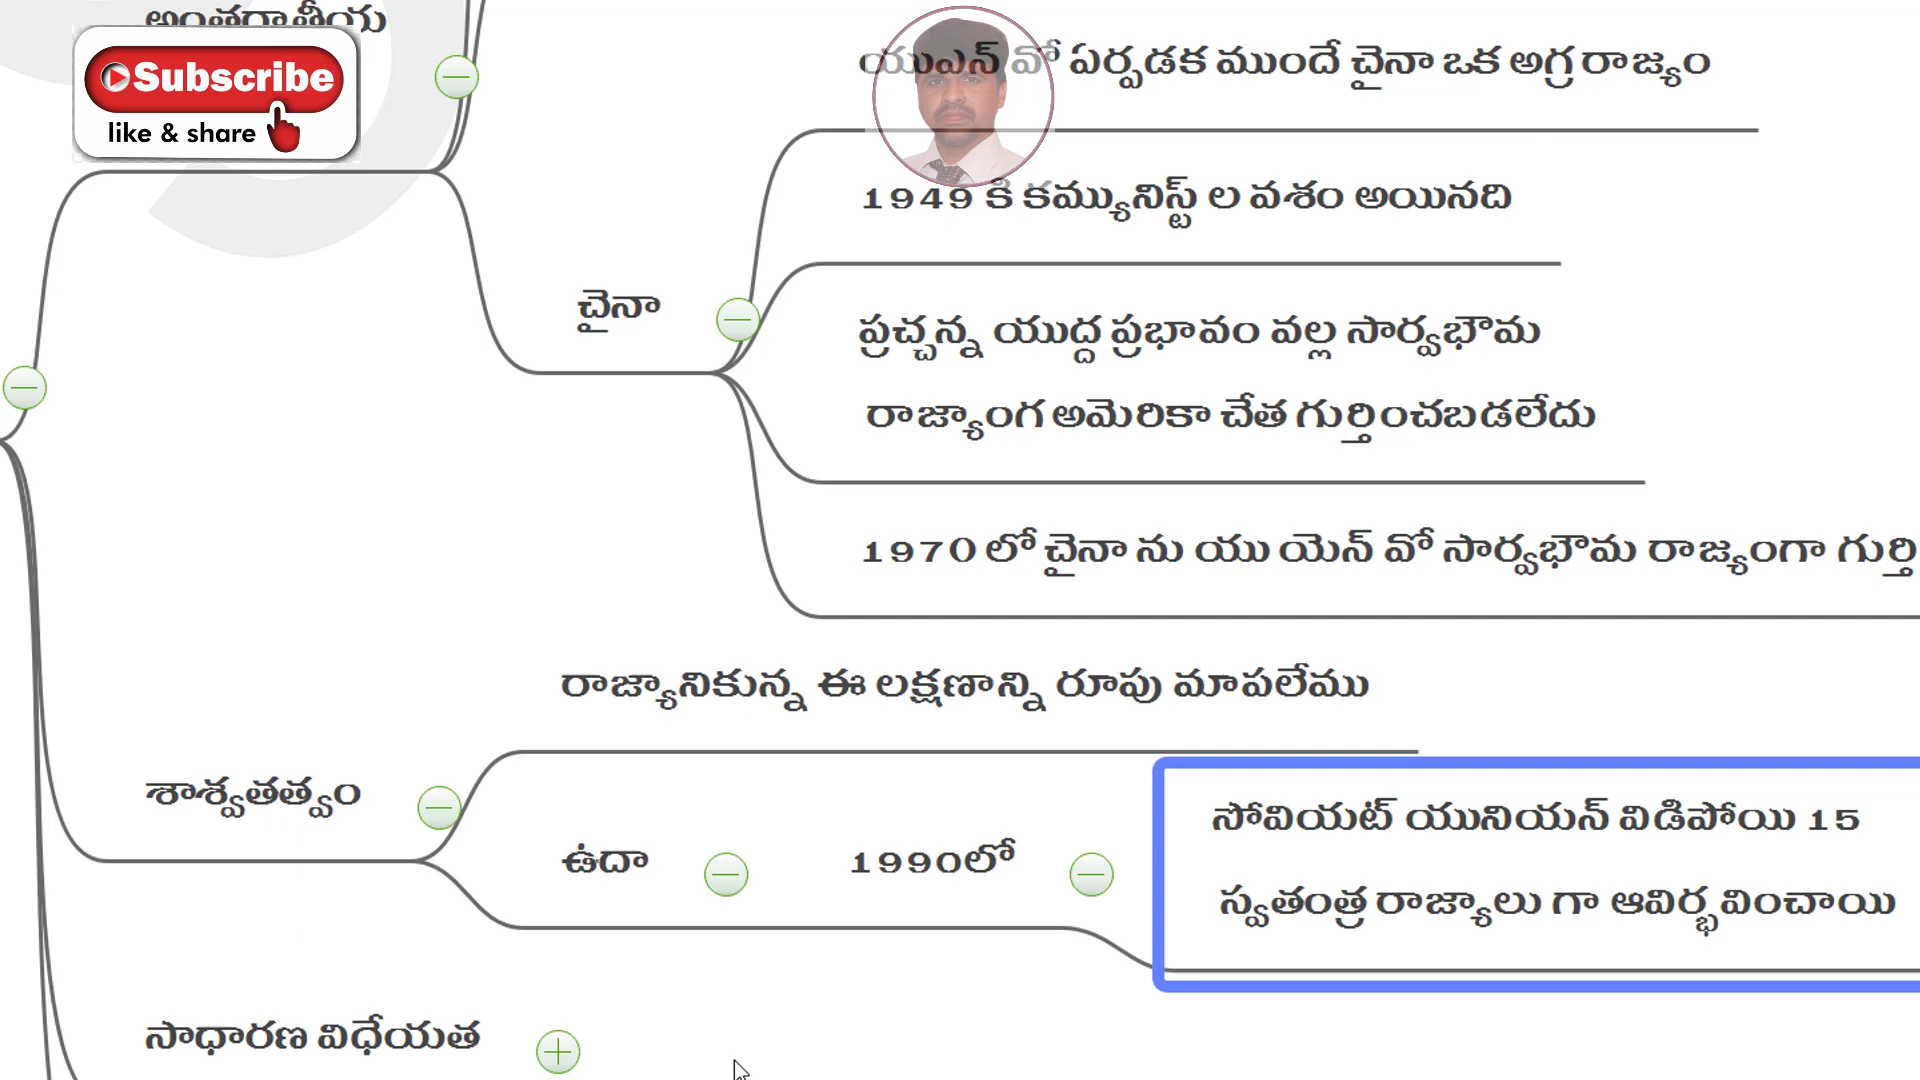 అంతర్జాతీయ
Subscribe
like & share
యుఎన్ వో ఏర్పడక ముందే చైనా ఒక అగ్ర రాజ్యం
1949 కి కమ్యునిస్ట్ ల వశం అయినది
చైనా
ప్రచ్చన్న యుద్ద ప్రభావం వల్ల సార్వభౌమ
రాజ్యాంగ అమెరికా చేత గుర్తించబడలేదు
1970 లో చైనా ను యు యెన్ వో సార్వభౌమ రాజ్యంగా గుర్తి
రాజ్యానికున్న ఈ లక్షణాన్ని రూపు మాపలేము
శాశ్వతత్వం
ఉదా
1990లో
సోవియట్ యునియన్ విడిపోయి 15
స్వతంత్ర రాజ్యాలు గా ఆవిర్భవించాయి
సాధారణ విధేయత